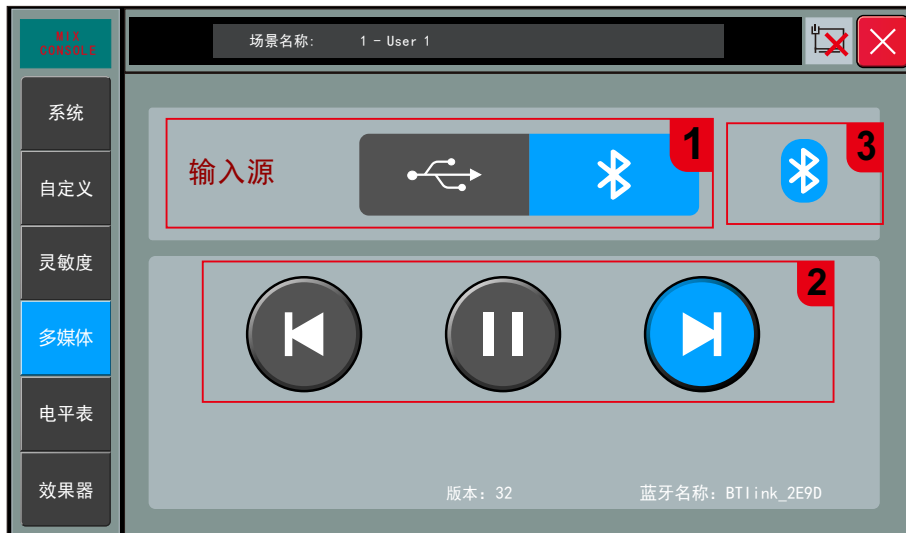 MIX
CONSOLE
场景名称: 1 - User 1
系统
自定义
灵敏度
多媒体
电平表
效果器
输入源
1
3
2
版本: 32
蓝牙名称: BTlink_2E9D